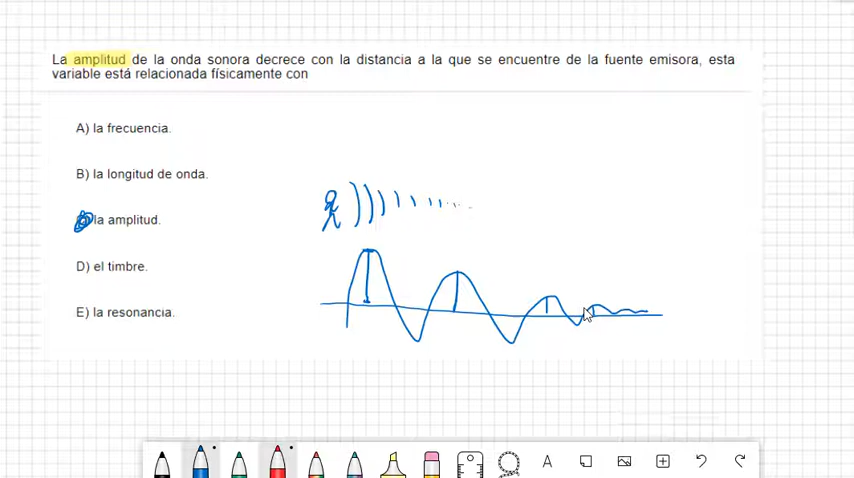 La amplitud de la onda sonora decrece con la distancia a la que se encuentre de la fuente emisora, esta
variable está relacionada físicamente con
A) la frecuencia.
B) la longitud de onda.
la amplitud.
D) el timbre.
E) la resonancia.
A